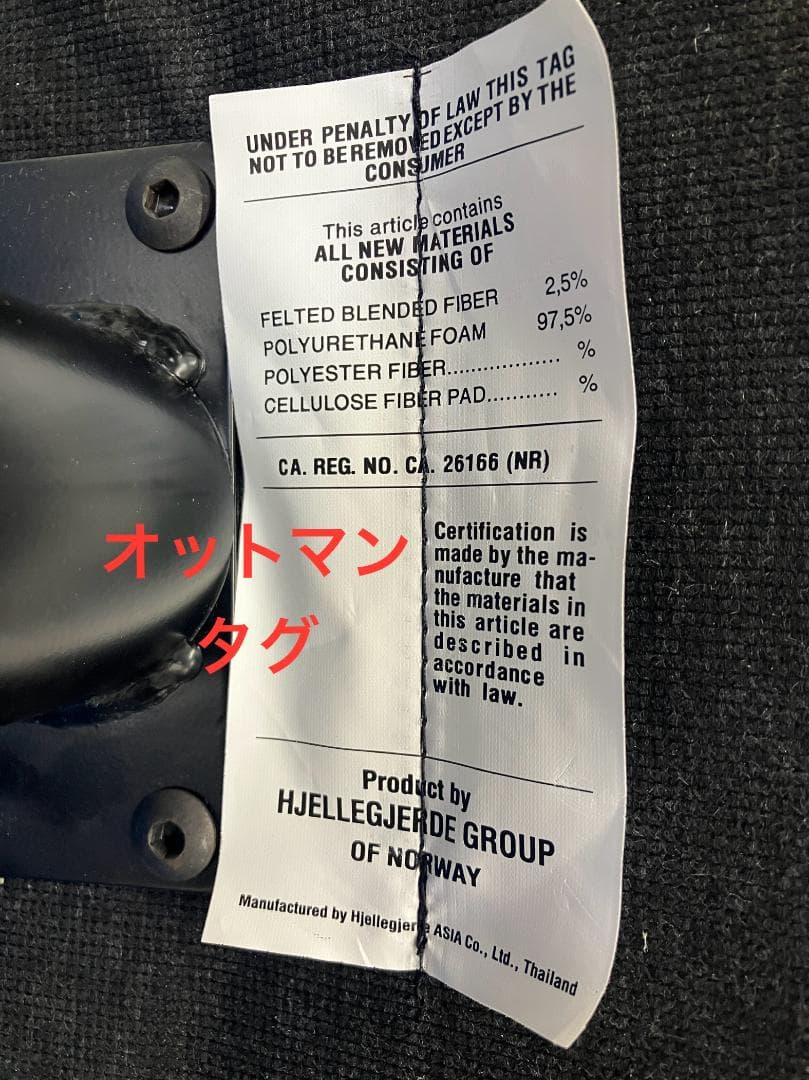 UNDER PENALTY OF LAW THIS TAG
NOT TO BE REMOVED EXCEPT BY THE
CONSUMER
This article contains
ALL NEW MATERIALS
CONSISTING OF
FELTED BLENDED FIBER 2,5%
POLYURETHANE FOAM 97,5%
POLYESTER FIBER................... %
CELLULOSE FIBER PAD........... %
CA. REG. NO. CA. 26166 (NR)
オットマン
タグ
Certification is
made by the ma-
nufacture that
the materials in
this article are
described in
accordance
with law.
Product by
HJELLEGJERDE GROUP
OF NORWAY
Manufactured by Hjellegjerde ASIA Co., Ltd., Thailand